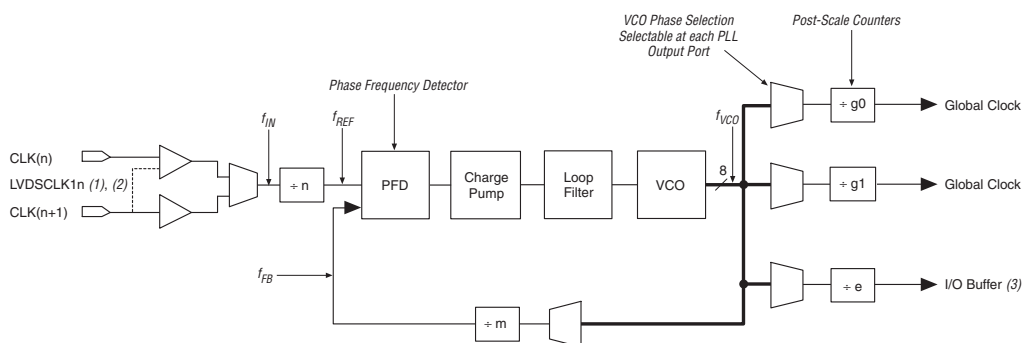 VCO Phase Selection
Selectable at each PLL
Output Port
Post-Scale Counters
Phase Frequency Detector
÷ g0
Global Clock
f_IN
f_REF
f_VCO
CLK(n)
LVDSCLK1n (1), (2)
CLK(n+1)
÷ n
PFD
Charge
Pump
Loop
Filter
VCO
8
÷ g1
Global Clock
f_FB
÷ m
÷ e
I/O Buffer (3)